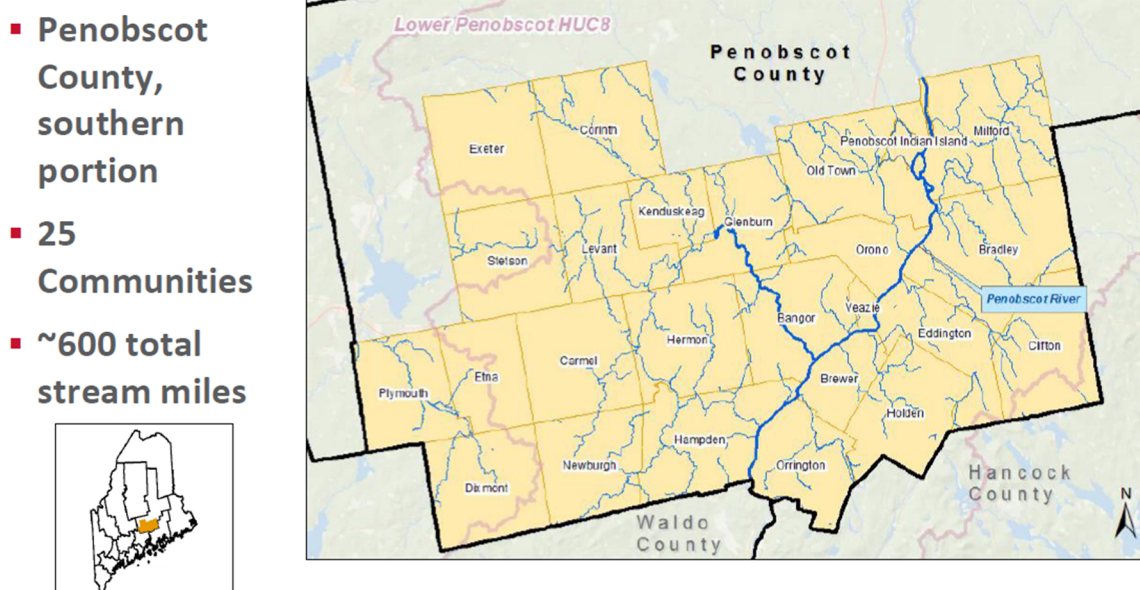 Penobscot
County,
southern
portion
25
Communities
~600 total
stream miles
Lower Penobscot HUC8
Penobscot
County
Exeter
Corinth
Penobscot Indian Island
Milford
Old Town
Kenduskeag
Glenburn
Levant
Stetson
Orono
Bradley
Penobscot River
Bangor
Veazie
Eddington
Hermon
Clifton
Carmel
Etna
Plymouth
Brewer
Holden
Hampden
Newburgh
Orrington
Dixmont
Hancock
County
Waldo
County
N